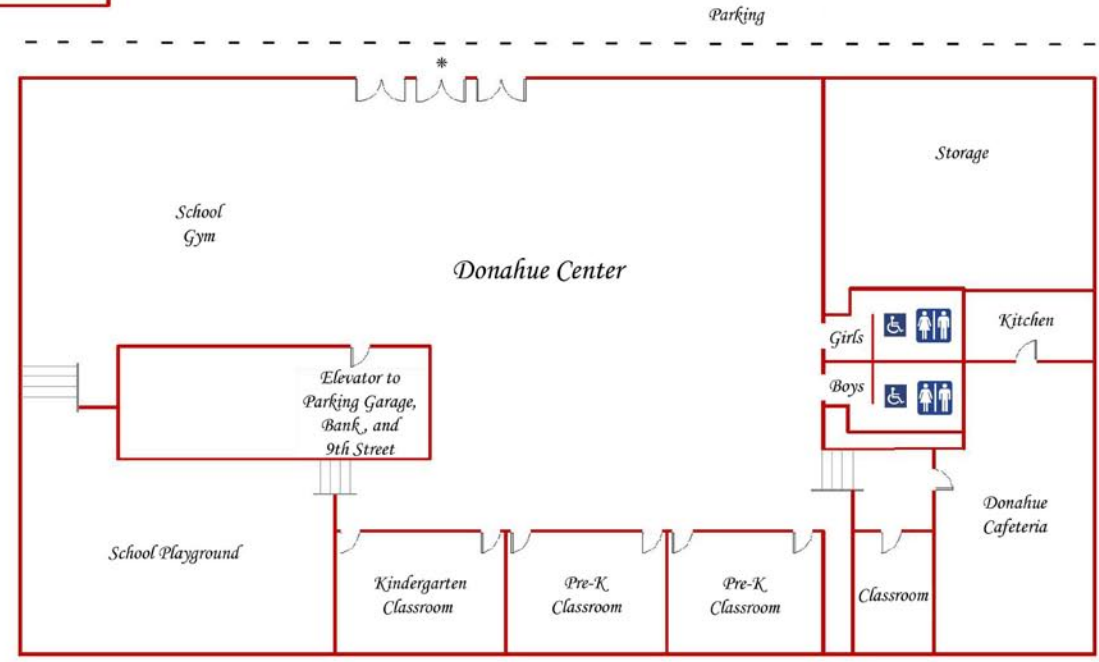 Parking
*
Storage
School
Gym
Donahue Center
Kitchen
Girls
Elevator to
Parking Garage,
Bank, and
9th Street
Boys
Donahue
Cafeteria
School Playground
Kindergarten
Classroom
Pre-K
Classroom
Pre-K
Classroom
Classroom